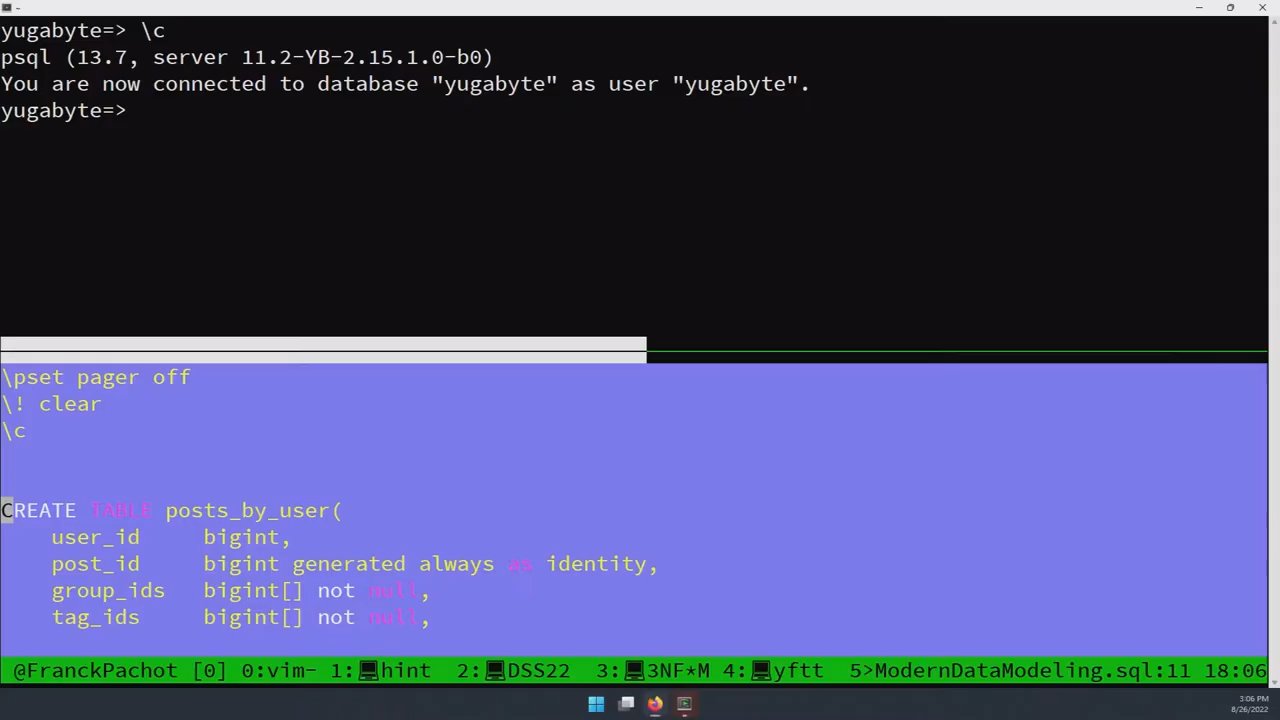 yugabyte=> \c
psql (13.7, server 11.2-YB-2.15.1.0-b0)
You are now connected to database "yugabyte" as user "yugabyte".
yugabyte=>
\pset pager off
\! clear
\c
CREATE TABLE posts_by_user(
user_id bigint,
post_id bigint generated always as identity,
group_ids bigint[] not null,
tag_ids bigint[] not null,
@FranckPachot [0] 0:vim- 1:💻hint 2:💻DSS22 3:💻3NF*M 4:💻yftt 5>ModernDataModeling.sql:11 18:06
3:06 PM
8/26/2022